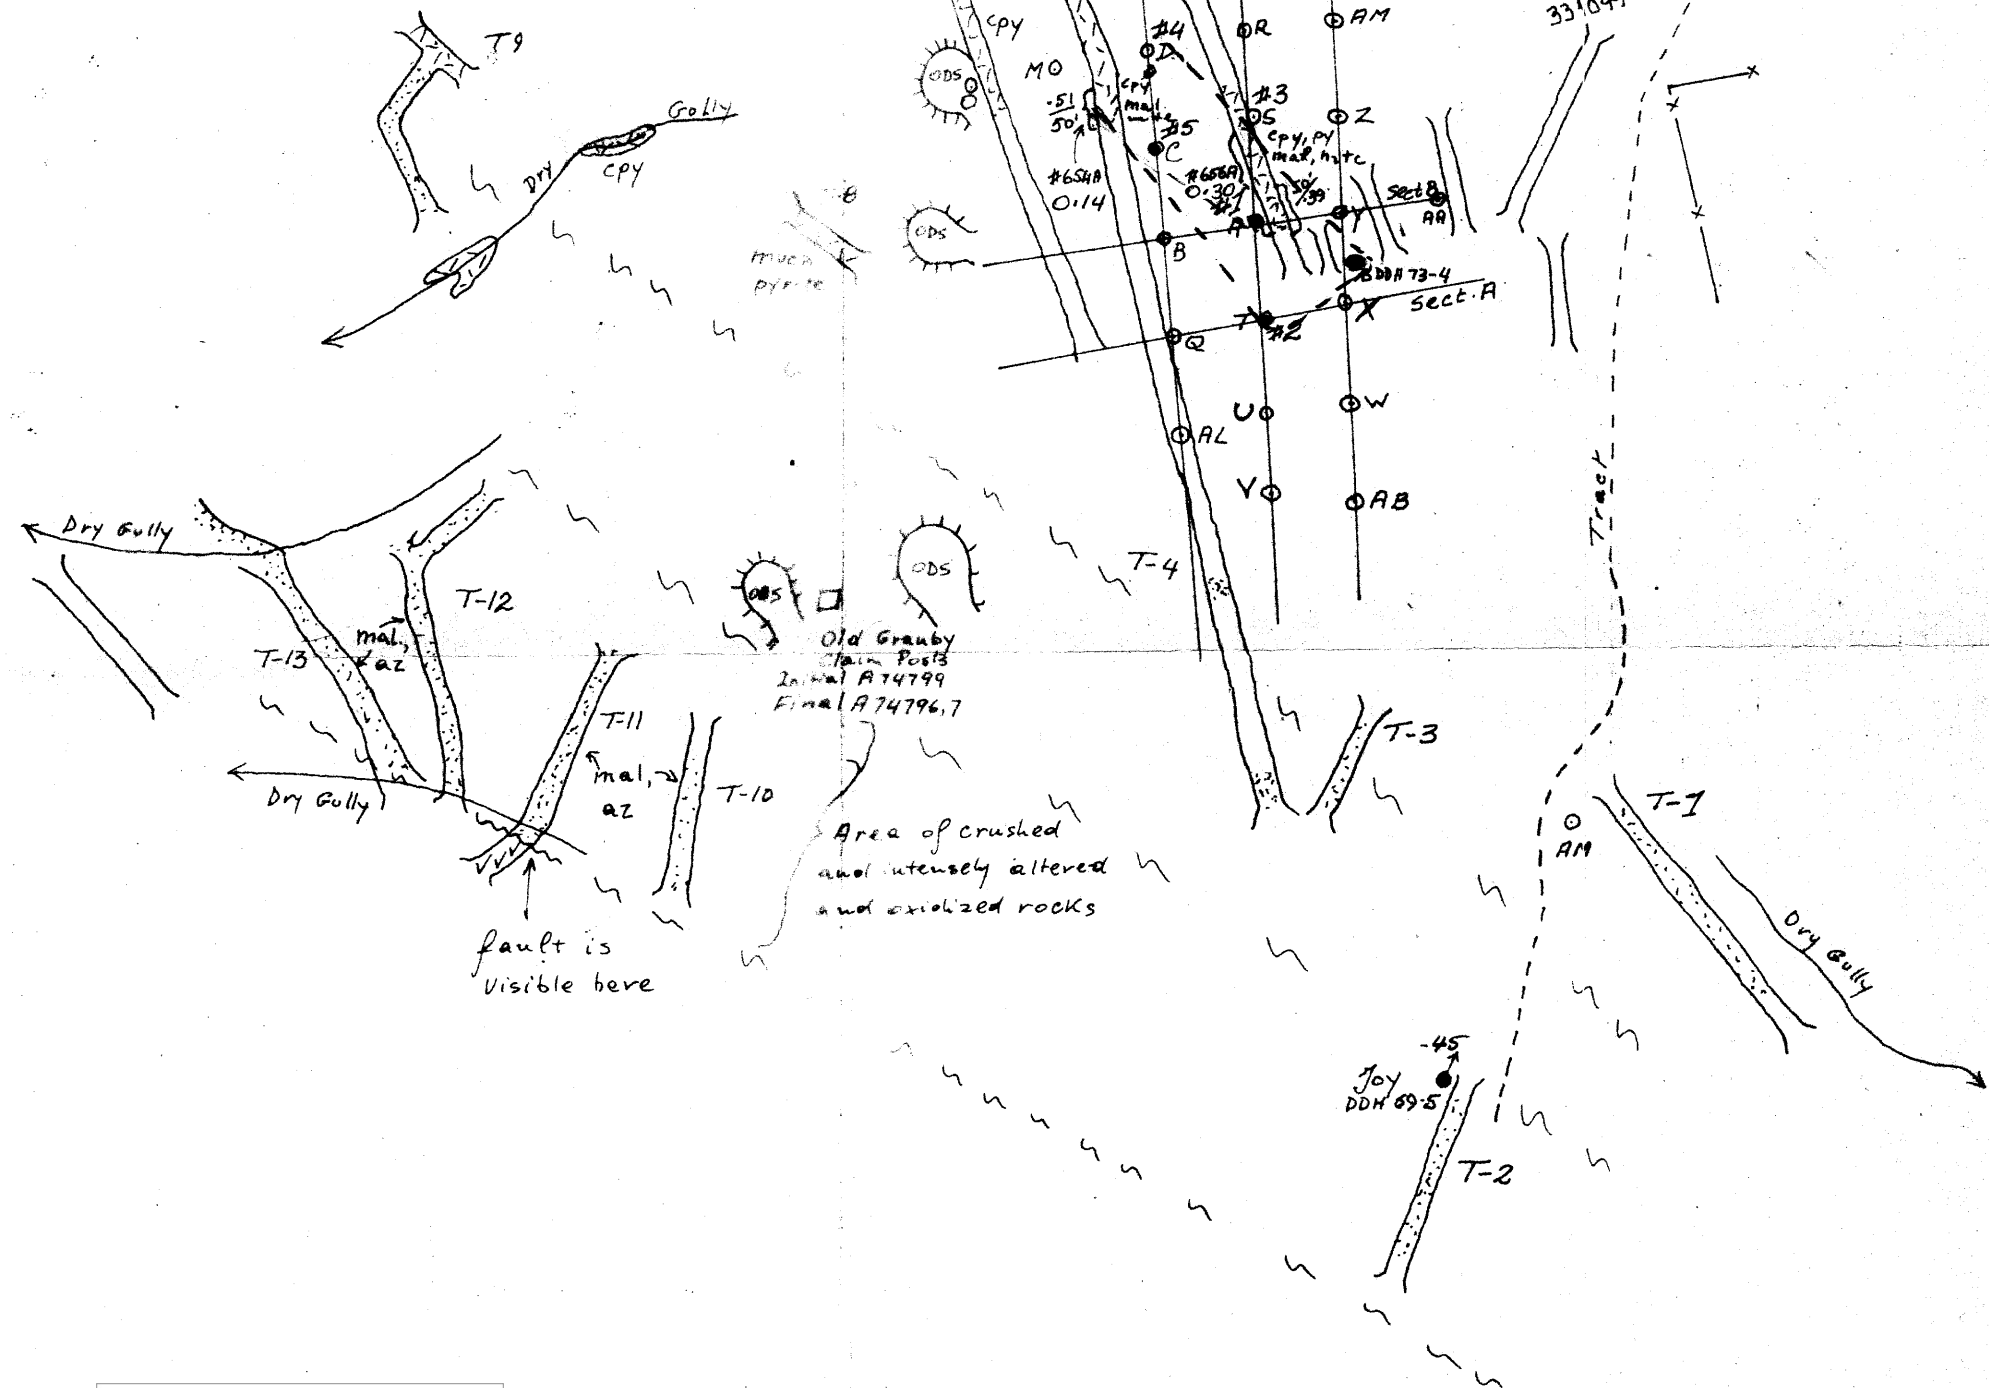 T9
Gully
Dry
cpy
cpy
ODS
MO
#4
D
R
AM
-51
50'
cpy
mal
#5
C
#3
S
Z
cpy, py
#654A
0.14
#656A
0.30
#1
50'
.39
Sect B
AA
much
pyrite
ODS
B
A
Y
DDH 73-4
Sect. A
X
T
#2
Q
U
W
AL
V
AB
Tract
Dry Gully
T-12
T-13
mal,
az
ODS
ODS
T-4
Old Granby
Claim Posts
Initial A 74799
Final A 74796,7
T-11
mal,
az
T-10
T-3
Dry Gully
T-1
AM
Area of crushed
and intensely altered
and oxidized rocks
fault is
visible here
Dry Gully
-45
Joy
DDH 69-5
T-2